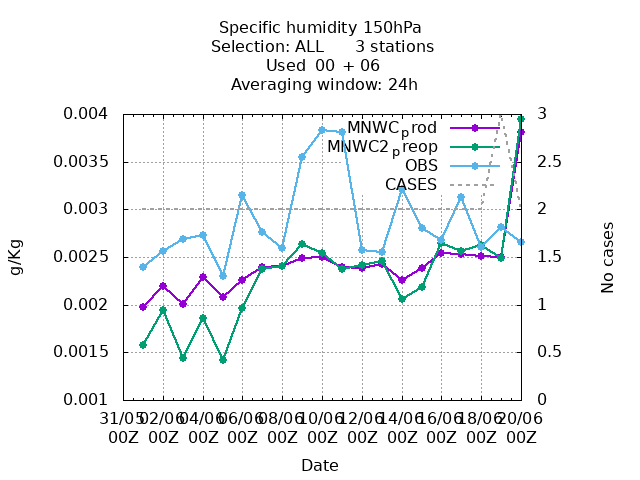 Specific humidity 150hPa
Selection: ALL 3 stations
Used 00 + 06
Averaging window: 24h
MNWC_prod
MNWC2_preop
OBS
CASES
0.004
0.0035
0.003
0.0025
0.002
0.0015
0.001
g/Kg
3
2.5
2
1.5
1
0.5
0
No cases
31/05 02/06 04/06 06/06 08/06 10/06 12/06 14/06 16/06 18/06 20/06
00Z 00Z 00Z 00Z 00Z 00Z 00Z 00Z 00Z 00Z 00Z
Date